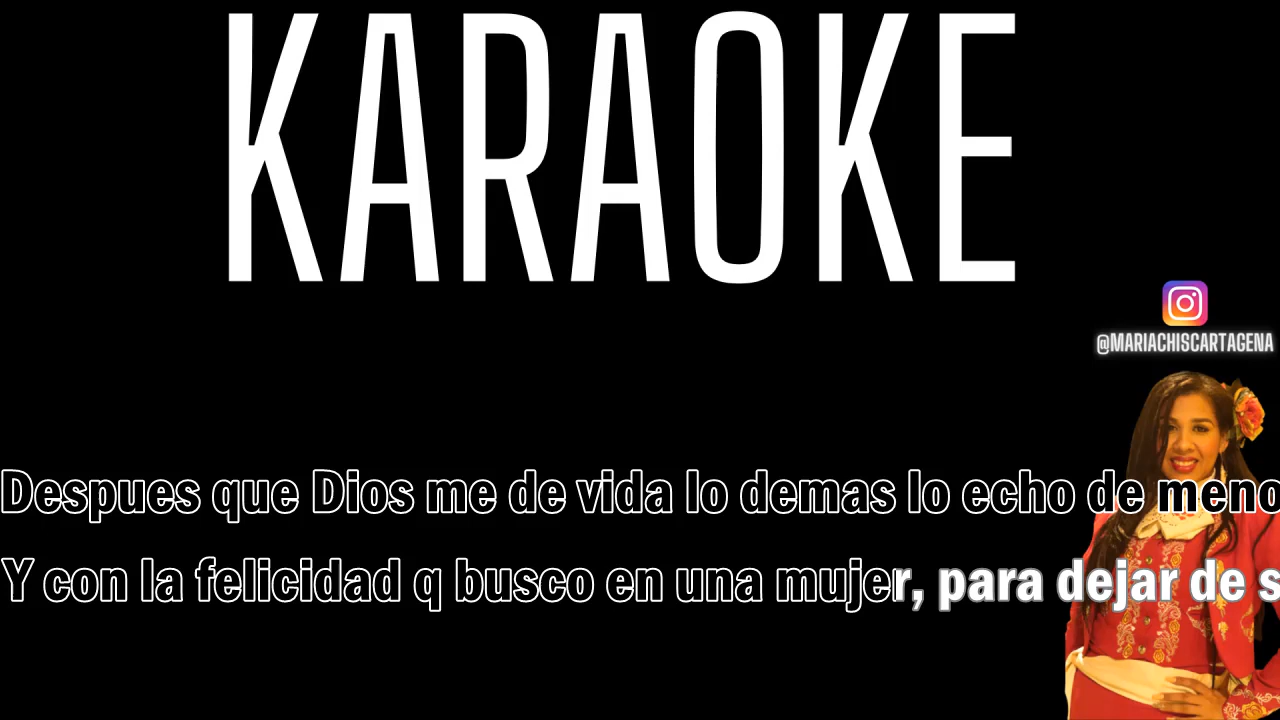 KARAOKE
@MARIACHISCARTAGENA
Despues que Dios me de vida lo demas lo echo de meno
Y con la felicidad q busco en una mujer, para dejar de s